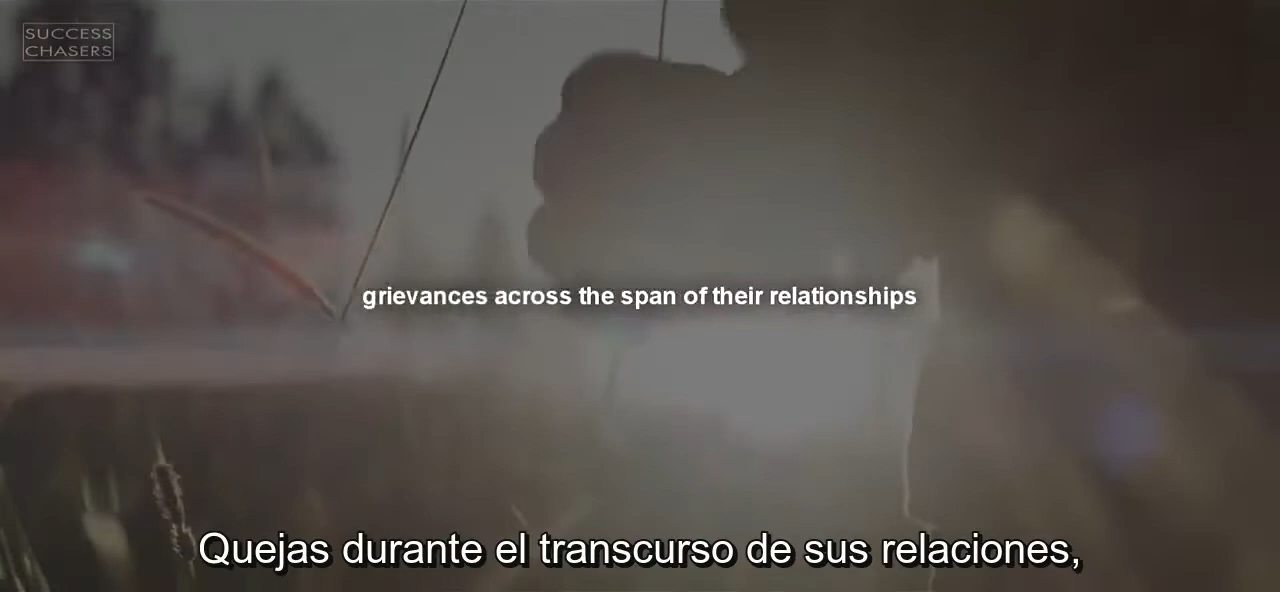 SUCCESS
CHASERS
grievances across the span of their relationships
Quejas durante el transcurso de sus relaciones,